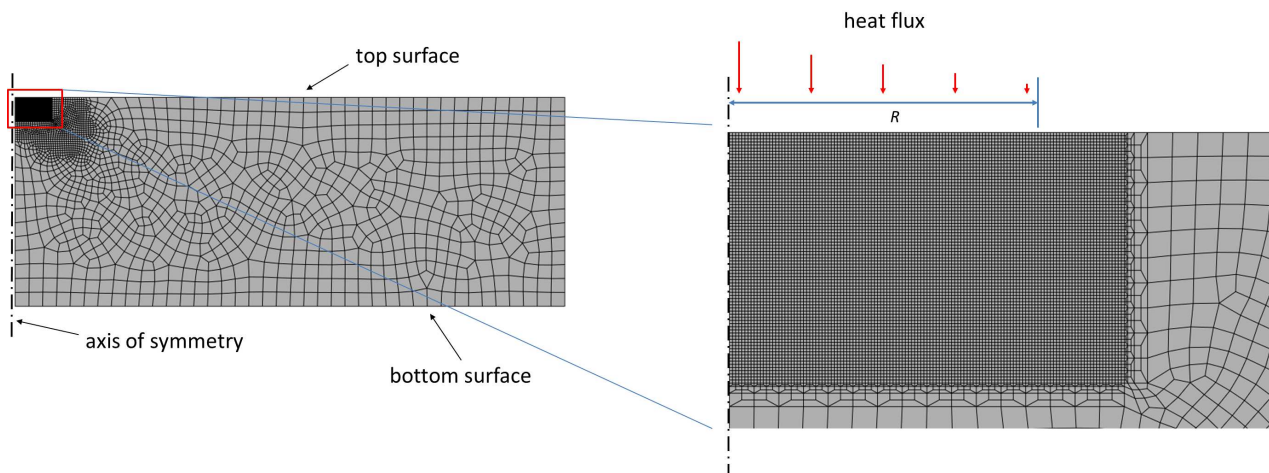 heat flux
top surface
R
axis of symmetry
bottom surface